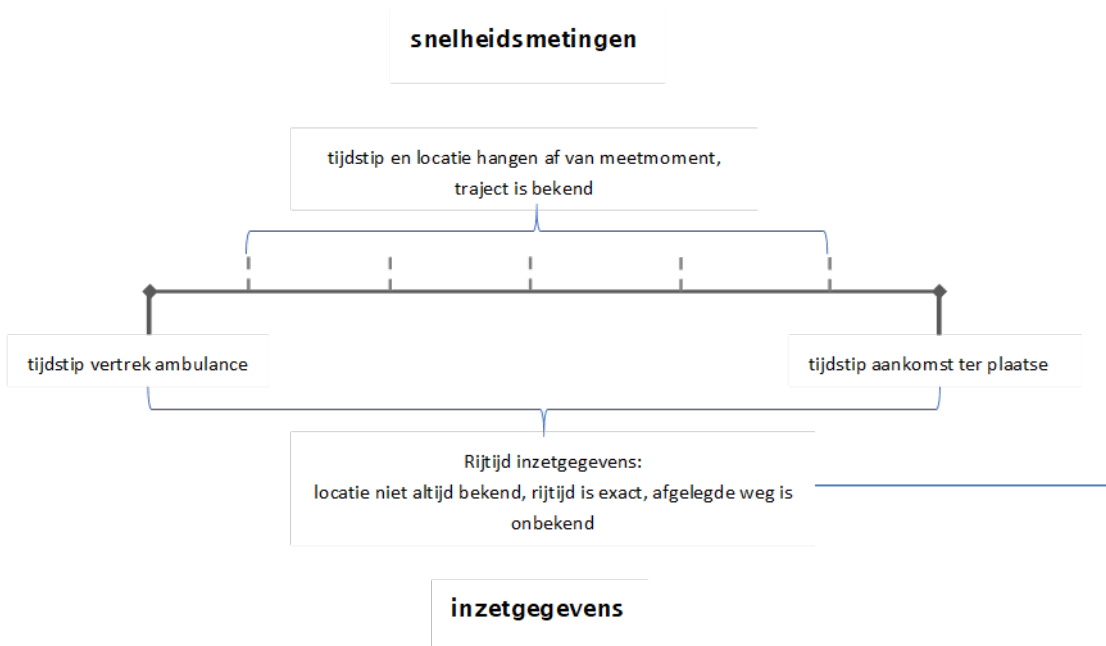 snelheidsmetingen
tijdstip en locatie hangen af van meetmoment,
traject is bekend
tijdstip vertrek ambulance
tijdstip aankomst ter plaatse
Rijtijd inzetgegevens:
locatie niet altijd bekend, rijtijd is exact, afgelegde weg is
onbekend
inzetgegevens